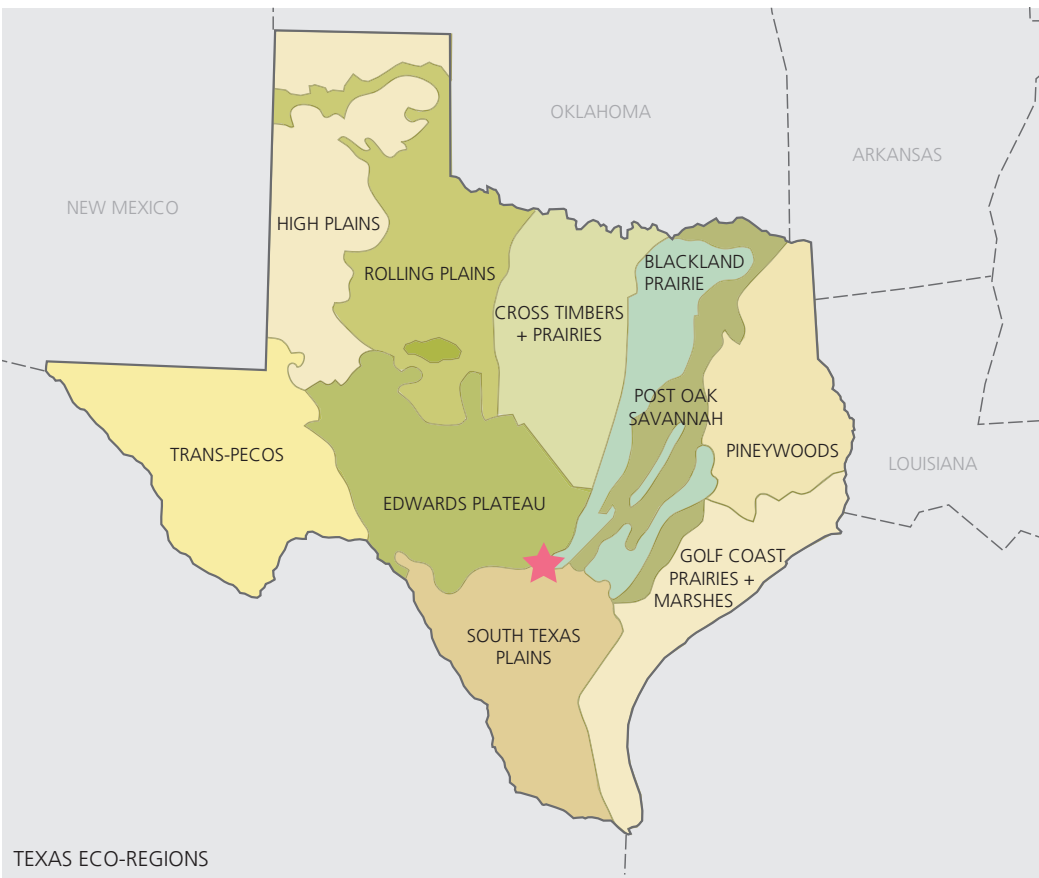 OKLAHOMA
ARKANSAS
NEW MEXICO
HIGH PLAINS
ROLLING PLAINS
BLACKLAND
PRAIRIE
CROSS TIMBERS
+ PRAIRIES
POST OAK
SAVANNAH
PINEYWOODS
TRANS-PECOS
LOUISIANA
EDWARDS PLATEAU
GOLF COAST
PRAIRIES +
MARSHES
SOUTH TEXAS
PLAINS
TEXAS ECO-REGIONS